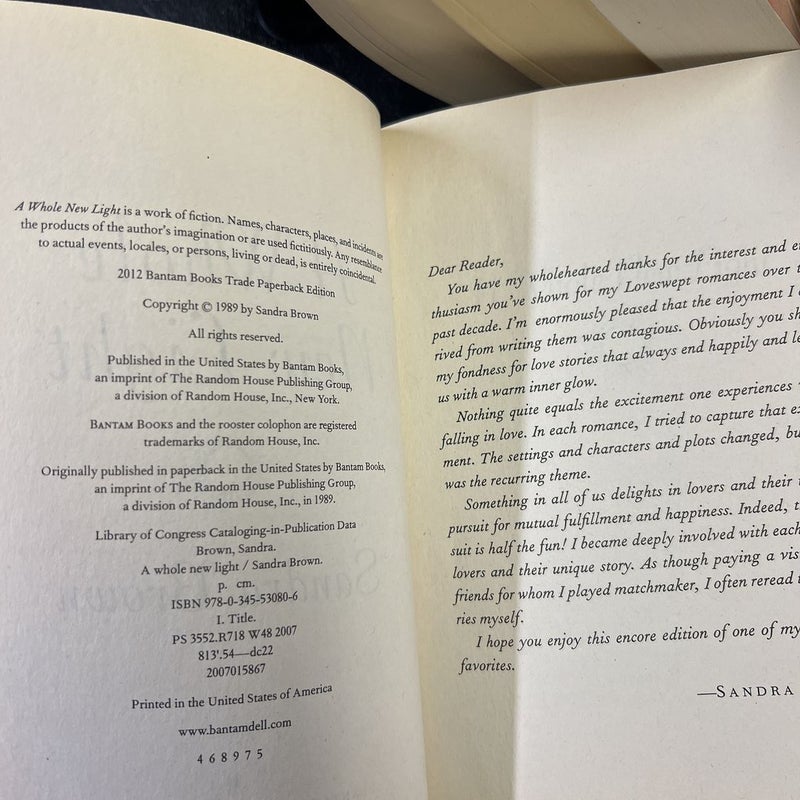 A Whole New Light is a work of fiction. Names, characters, places, and incidents are
the products of the author's imagination or are used fictitiously. Any resemblance
to actual events, locales, or persons, living or dead, is entirely coincidental.
2012 Bantam Books Trade Paperback Edition
Copyright © 1989 by Sandra Brown
All rights reserved.
Published in the United States by Bantam Books,
an imprint of The Random House Publishing Group,
a division of Random House, Inc., New York.
BANTAM BOOKS and the rooster colophon are registered
trademarks of Random House, Inc.
Originally published in paperback in the United States by Bantam Books,
an imprint of The Random House Publishing Group,
a division of Random House, Inc., in 1989.
Library of Congress Cataloging-in-Publication Data
Brown, Sandra.
A whole new light / Sandra Brown.
p. cm.
ISBN 978-0-345-53080-6
I. Title.
PS 3552.R718 W48 2007
813'.54—dc22
2007015867
Printed in the United States of America
www.bantamdell.com
4 6 8 9 7 5
Dear Reader,
You have my wholehearted thanks for the interest and
thusiasm you've shown for my Loveswept romances over
past decade. I'm enormously pleased that the enjoyment I
rived from writing them was contagious. Obviously you
my fondness for love stories that always end happily and
us with a warm inner glow.
Nothing quite equals the excitement one experiences
falling in love. In each romance, I tried to capture that
ment. The settings and characters and plots changed,
was the recurring theme.
Something in all of us delights in lovers and their
pursuit for mutual fulfillment and happiness. Indeed,
suit is half the fun! I became deeply involved with each
lovers and their unique story. As though paying a
friends for whom I played matchmaker, I often reread
ries myself.
I hope you enjoy this encore edition of one of my
favorites.
—SANDRA